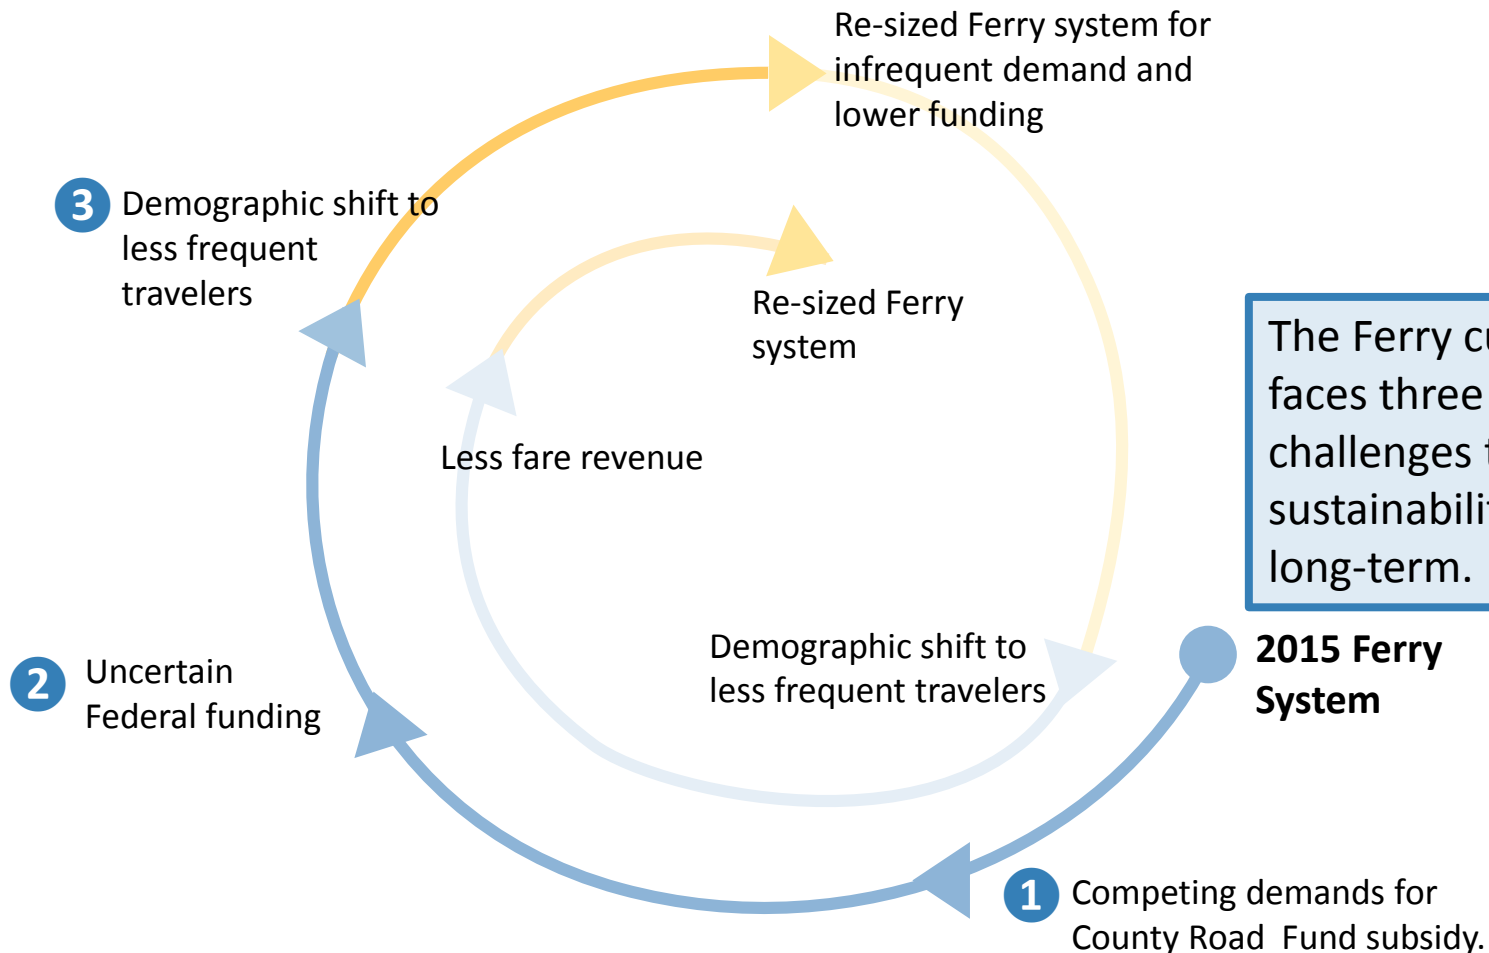 Re-sized Ferry system for
infrequent demand and
lower funding
3
Demographic shift to
less frequent
travelers
Re-sized Ferry
system
The Ferry
faces three
challenges
long-term.
Less fare revenue
Demographic shift to
less frequent travelers
2015 Ferry
System
2
Uncertain
Federal funding
1
Competing demands for
County Road Fund subsidy.